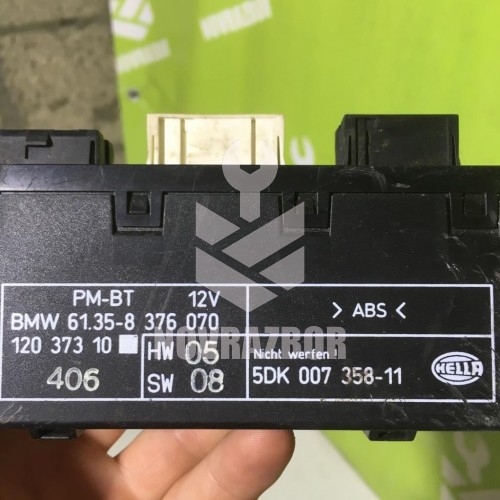 PM-BT 12V
BMW 61.35-8 376 070
120 373 10 HW 05
406 SW 08
> ABS <
Nicht werfen !
5DK 007 358-11
HELLA
NOVRAZBOR